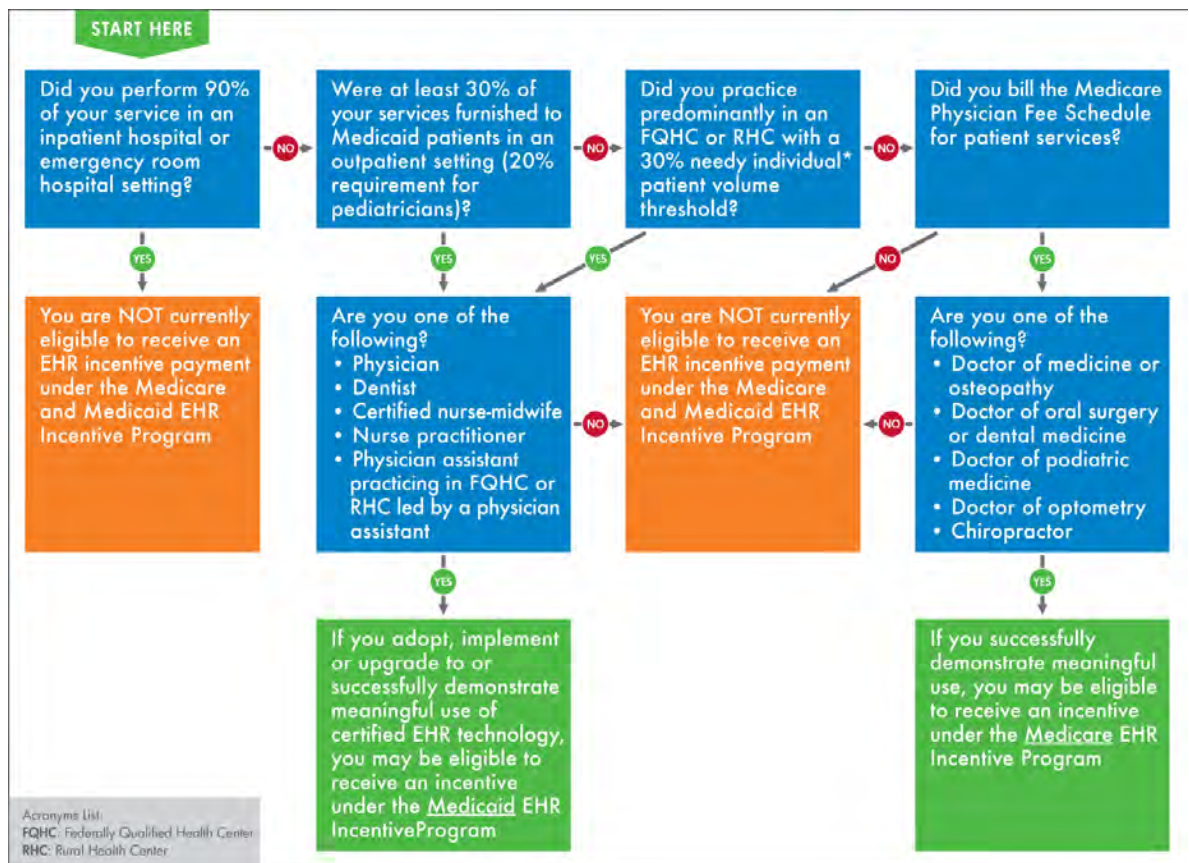 START HERE
Did you perform 90%
of your service in an
inpatient hospital or
emergency room
hospital setting?
NO
Were at least 30% of
your services furnished to
Medicaid patients in an
outpatient setting (20%
requirement for
pediatricians)?
NO
Did you practice
predominantly in an
FQHC or RHC with a
30% needy individual*
patient volume
threshold?
NO
Did you bill the Medicare
Physician Fee Schedule
for patient services?
YES
YES
YES
NO
YES
You are NOT currently
eligible to receive an
EHR incentive payment
under the Medicare
and Medicaid EHR
Incentive Program
Are you one of the
following?
• Physician
• Dentist
• Certified nurse-midwife
• Nurse practitioner
• Physician assistant
practicing in FQHC or
RHC led by a physician
assistant
NO
You are NOT currently
eligible to receive an
EHR incentive payment
under the Medicare
and Medicaid EHR
Incentive Program
NO
Are you one of the
following?
• Doctor of medicine or
osteopathy
• Doctor of oral surgery
or dental medicine
• Doctor of podiatric
medicine
• Doctor of optometry
• Chiropractor
YES
YES
If you adopt, implement
or upgrade to or
successfully demonstrate
meaningful use of
certified EHR technology,
you may be eligible to
receive an incentive
under the Medicaid EHR
IncentiveProgram
If you successfully
demonstrate meaningful
use, you may be eligible
to receive an incentive
under the Medicare EHR
Incentive Program
Acronyms List:
FQHC: Federally Qualified Health Center
RHC: Rural Health Center